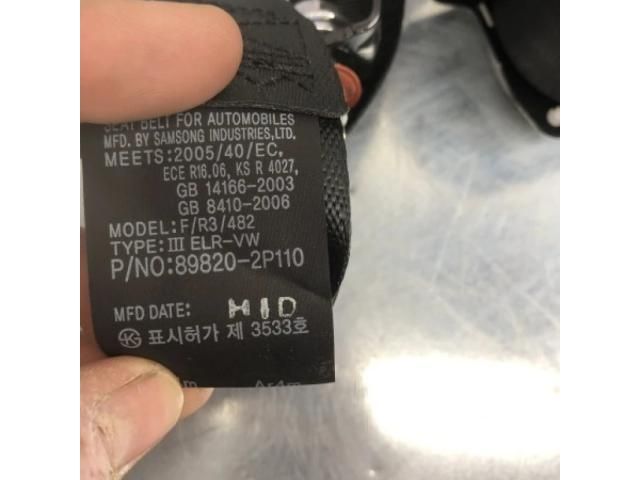 SEAT BELT FOR AUTOMOBILES
MFD. BY SAMSONG INDUSTRIES,LTD.
MEETS:2005/40/EC,
ECE R16.06, KS R 4027,
GB 14166-2003
GB 8410-2006
MODEL:F/R3/482
TYPE:Ⅲ ELR-VW
P/NO:89820-2P110
MFD DATE: HID
표시허가 제 3533호
Ar4m